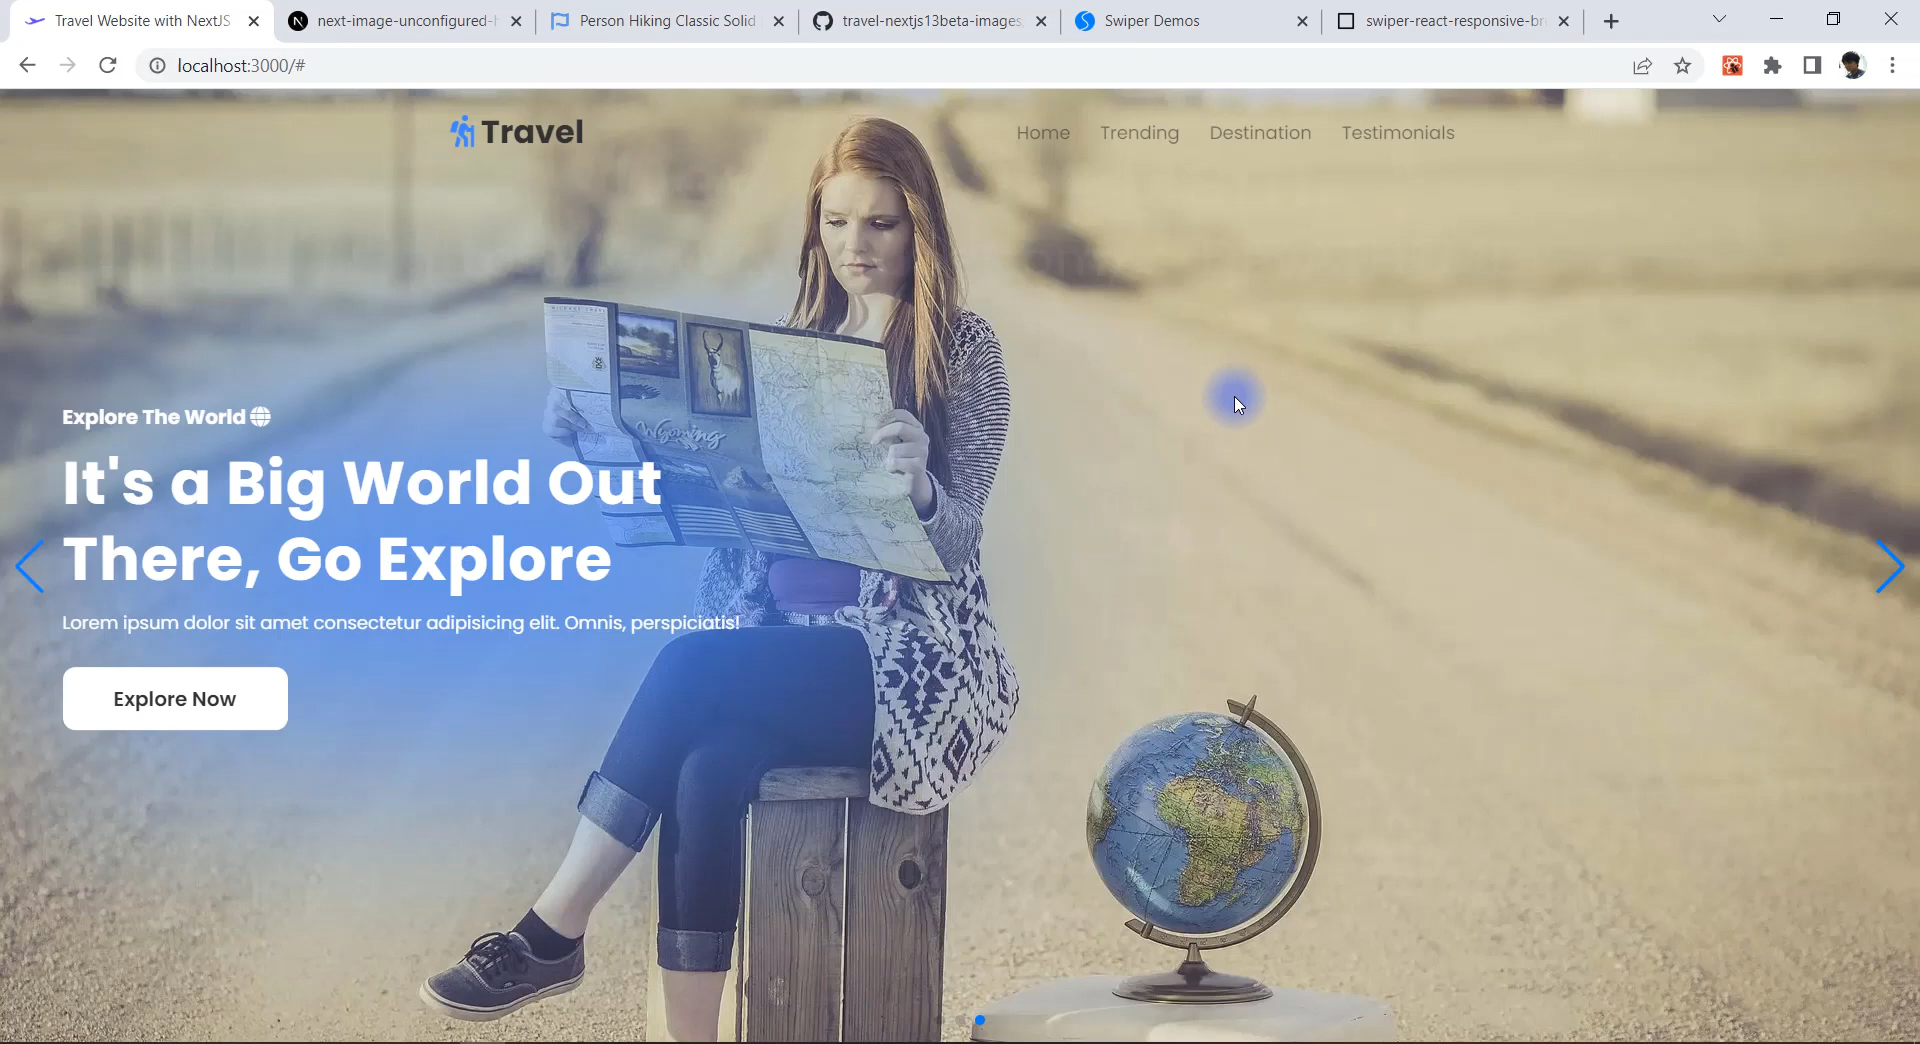 Travel Website with NextJS
next-image-unconfigured-h
Person Hiking Classic Solid
travel-nextjs13beta-images
Swiper Demos
swiper-react-responsive-br
localhost:3000/#
Travel
Home
Trending
Destination
Testimonials
Wyoming
Explore The World
It's a Big World Out
There, Go Explore
Lorem ipsum dolor sit amet consectetur adipisicing elit. Omnis, perspiciatis!
Explore Now